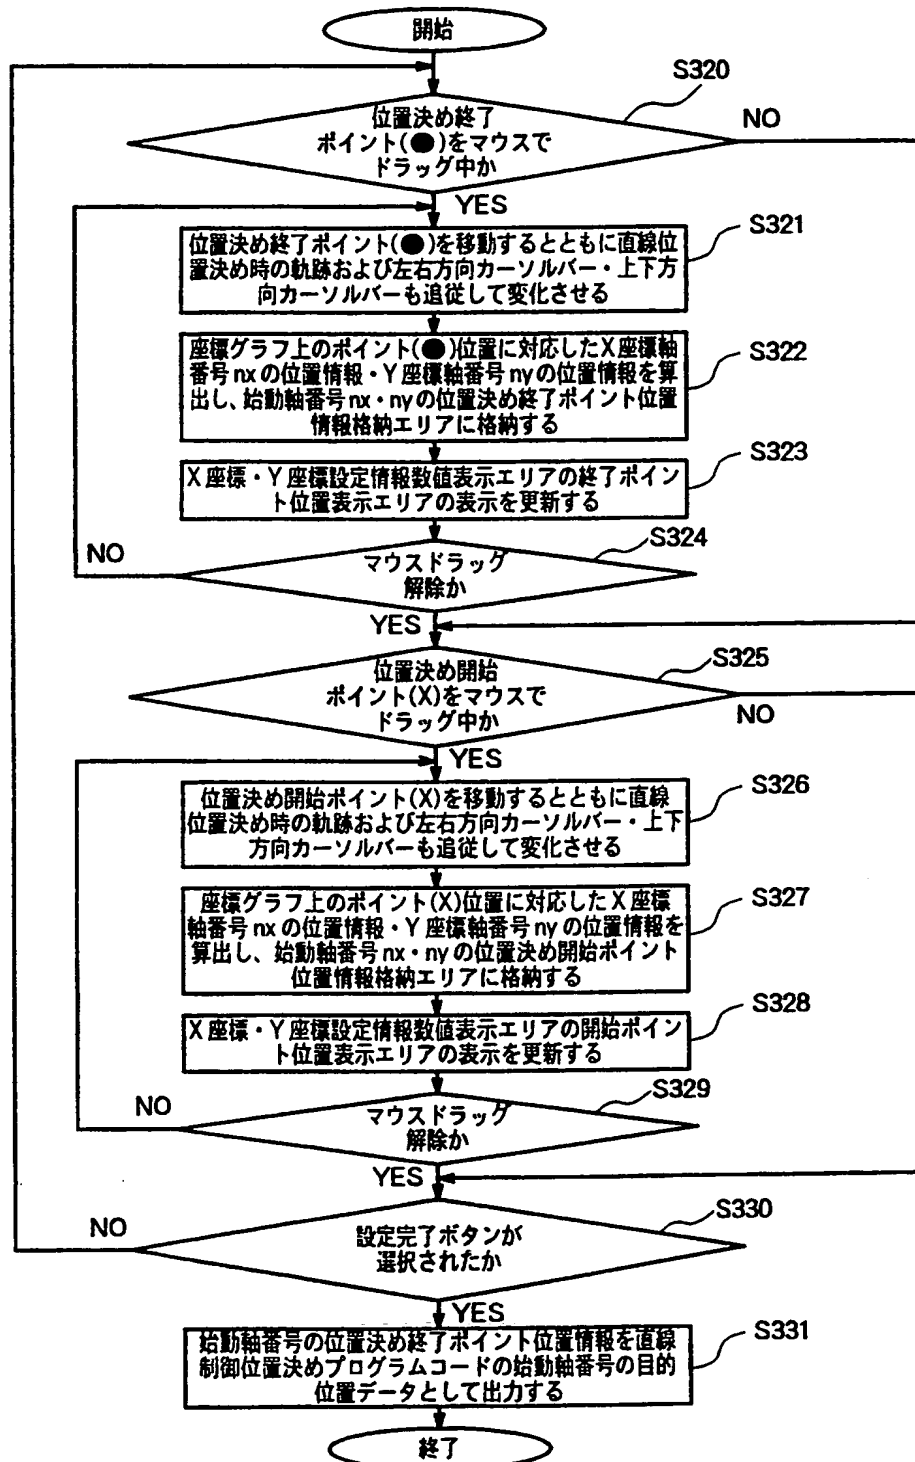 開始
S320
位置決め終了
ポイント(●)をマウスで
ドラッグ中か
NO
YES
S321
位置決め終了ポイント(●)を移動するとともに直線位
置決め時の軌跡および左右方向カーソルバー・上下方
向カーソルバーも追従して変化させる
S322
座標グラフ上のポイント(●)位置に対応したX座標軸
番号nxの位置情報・Y座標軸番号nyの位置情報を算
出し、始動軸番号nx・nyの位置決め終了ポイント位置
情報格納エリアに格納する
S323
X座標・Y座標設定情報数値表示エリアの終了ポイン
ト位置表示エリアの表示を更新する
S324
NO
マウスドラッグ
解除か
YES
S325
位置決め開始
ポイント(X)をマウスで
ドラッグ中か
NO
YES
S326
位置決め開始ポイント(X)を移動するとともに直線
位置決め時の軌跡および左右方向カーソルバー・上下
方向カーソルバーも追従して変化させる
S327
座標グラフ上のポイント(X)位置に対応したX座標
軸番号nxの位置情報・Y座標軸番号nyの位置情報を
算出し、始動軸番号nx・nyの位置決め開始ポイント
位置情報格納エリアに格納する
S328
X座標・Y座標設定情報数値表示エリアの開始ポイン
ト位置表示エリアの表示を更新する
S329
NO
マウスドラッグ
解除か
YES
S330
NO
設定完了ボタンが
選択されたか
YES
S331
始動軸番号の位置決め終了ポイント位置情報を直線
制御位置決めプログラムコードの始動軸番号の目的
位置データとして出力する
終了